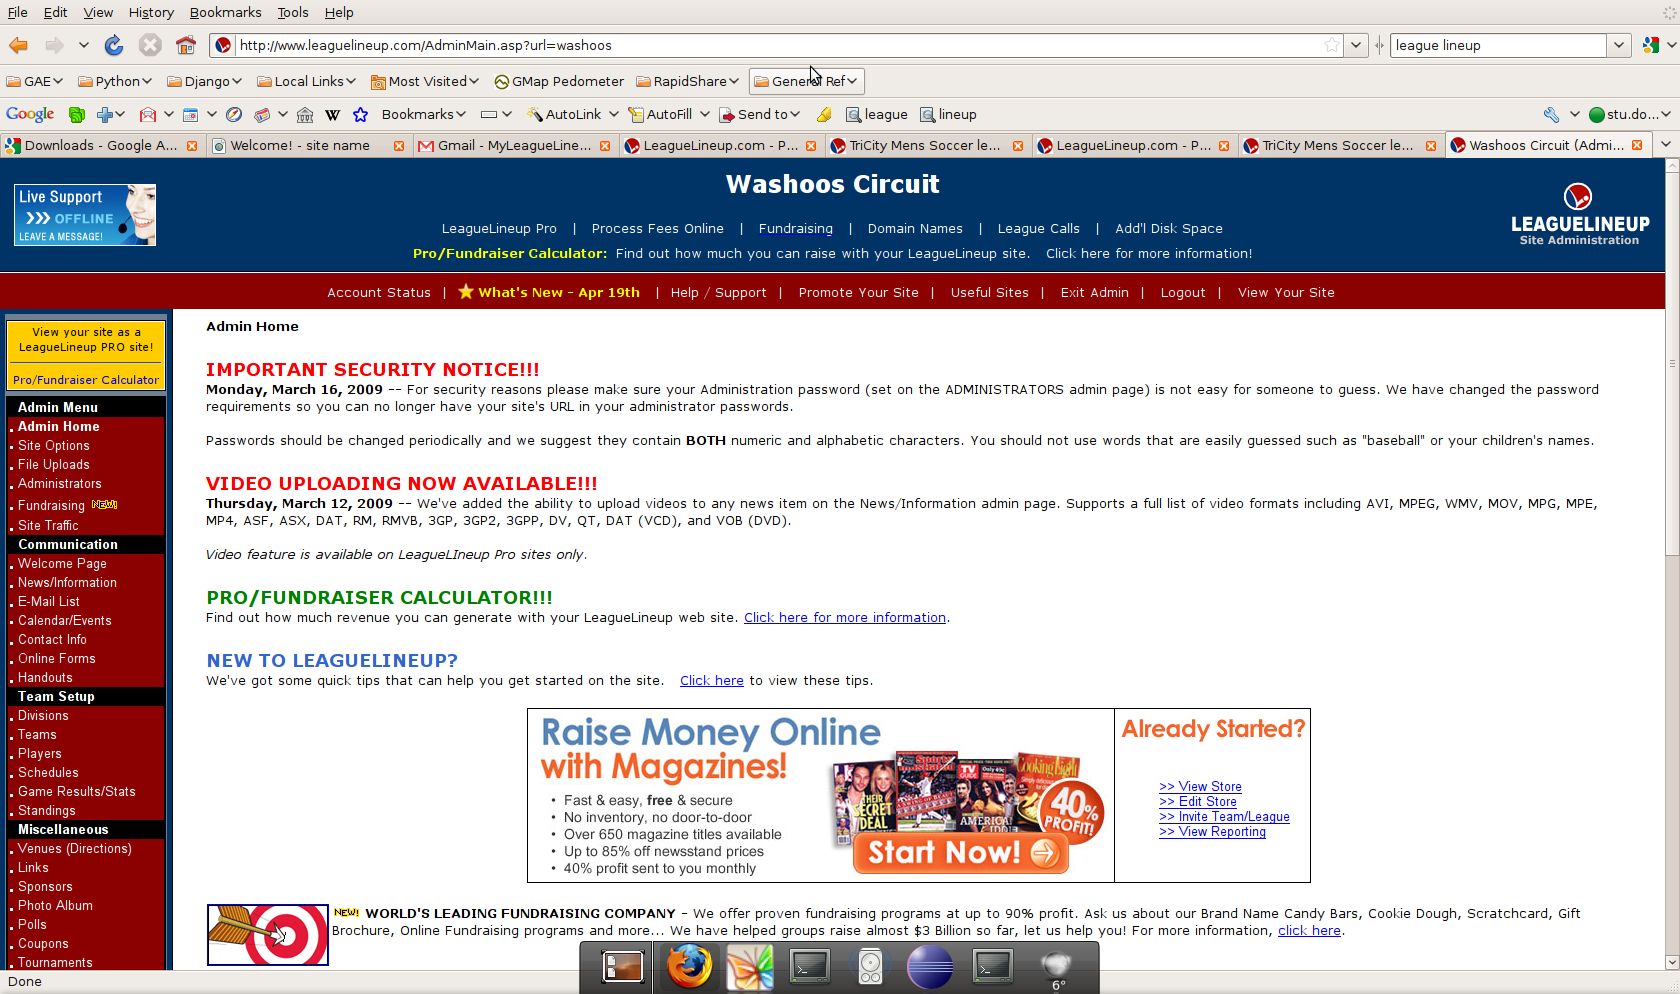 File Edit View History Bookmarks Tools Help
http://www.leaguelineup.com/AdminMain.asp?url=washoos
league lineup
GAE Python Django Local Links Most Visited GMap Pedometer RapidShare General Ref
Google Bookmarks AutoLink AutoFill Send to league lineup stu.do...
Downloads - Google A... Welcome! - site name Gmail - MyLeagueLine... LeagueLineup.com - P... TriCity Mens Soccer le... LeagueLineup.com - P... TriCity Mens Soccer le... Washoos Circuit (Admi...
Live Support
>>> OFFLINE
LEAVE A MESSAGE!
Washoos Circuit
LeagueLineup Pro | Process Fees Online | Fundraising | Domain Names | League Calls | Add'l Disk Space
Pro/Fundraiser Calculator: Find out how much you can raise with your LeagueLineup site. Click here for more information!
LEAGUELINEUP
Site Administration
Account Status | What's New - Apr 19th | Help / Support | Promote Your Site | Useful Sites | Exit Admin | Logout | View Your Site
View your site as a
LeagueLineup PRO site!
Pro/Fundraiser Calculator
Admin Menu
Admin Home
Site Options
File Uploads
Administrators
Fundraising NEW!
Site Traffic
Communication
Welcome Page
News/Information
E-Mail List
Calendar/Events
Contact Info
Online Forms
Handouts
Team Setup
Divisions
Teams
Players
Schedules
Game Results/Stats
Standings
Miscellaneous
Venues (Directions)
Links
Sponsors
Photo Album
Polls
Coupons
Tournaments
Admin Home
IMPORTANT SECURITY NOTICE!!!
Monday, March 16, 2009 -- For security reasons please make sure your Administration password (set on the ADMINISTRATORS admin page) is not easy for someone to guess. We have changed the password
requirements so you can no longer have your site's URL in your administrator passwords.
Passwords should be changed periodically and we suggest they contain BOTH numeric and alphabetic characters. You should not use words that are easily guessed such as "baseball" or your children's names.
VIDEO UPLOADING NOW AVAILABLE!!!
Thursday, March 12, 2009 -- We've added the ability to upload videos to any news item on the News/Information admin page. Supports a full list of video formats including AVI, MPEG, WMV, MOV, MPG, MPE,
MP4, ASF, ASX, DAT, RM, RMVB, 3GP, 3GP2, 3GPP, DV, QT, DAT (VCD), and VOB (DVD).
Video feature is available on LeagueLIneup Pro sites only.
PRO/FUNDRAISER CALCULATOR!!!
Find out how much revenue you can generate with your LeagueLineup web site. Click here for more information.
NEW TO LEAGUELINEUP?
We've got some quick tips that can help you get started on the site. Click here to view these tips.
Raise Money Online
with Magazines!
• Fast & easy, free & secure
• No inventory, no door-to-door
• Over 650 magazine titles available
• Up to 85% off newsstand prices
• 40% profit sent to you monthly
THEIR SECRET DEAL
Sports
TV GUIDE
AMERICA IDOL
Cooking Light
40% PROFIT!
Start Now!
Already Started?
>> View Store
>> Edit Store
>> Invite Team/League
>> View Reporting
NEW! WORLD'S LEADING FUNDRAISING COMPANY - We offer proven fundraising programs at up to 90% profit. Ask us about our Brand Name Candy Bars, Cookie Dough, Scratchcard, Gift
Brochure, Online Fundraising programs and more... We have helped groups raise almost $3 Billion so far, let us help you! For more information, click here.
6°
Done